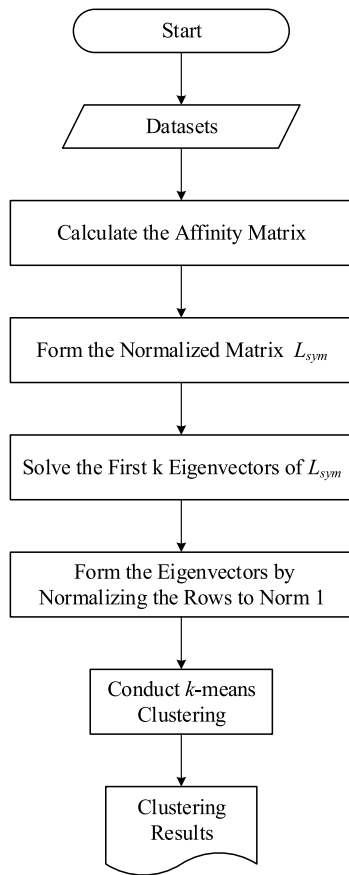 Start
Datasets
Calculate the Affinity Matrix
Form the Normalized Matrix L_sym
Solve the First k Eigenvectors of L_sym
Form the Eigenvectors by
Normalizing the Rows to Norm 1
Conduct k-means
Clustering
Clustering
Results